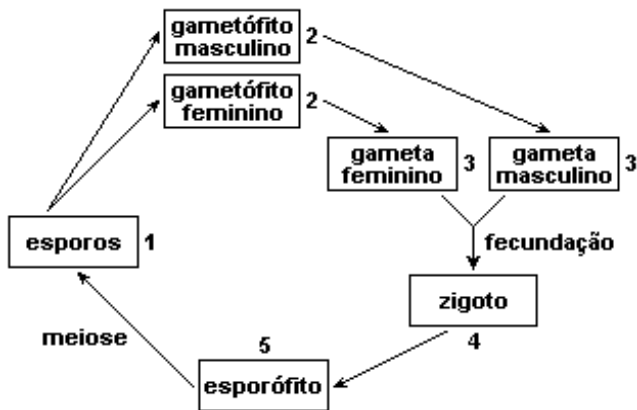 gametófito
masculino
2
gametófito
feminino
2
gameta
feminino
3
gameta
masculino
3
esporos
1
fecundação
zigoto
4
meiose
5
esporófito